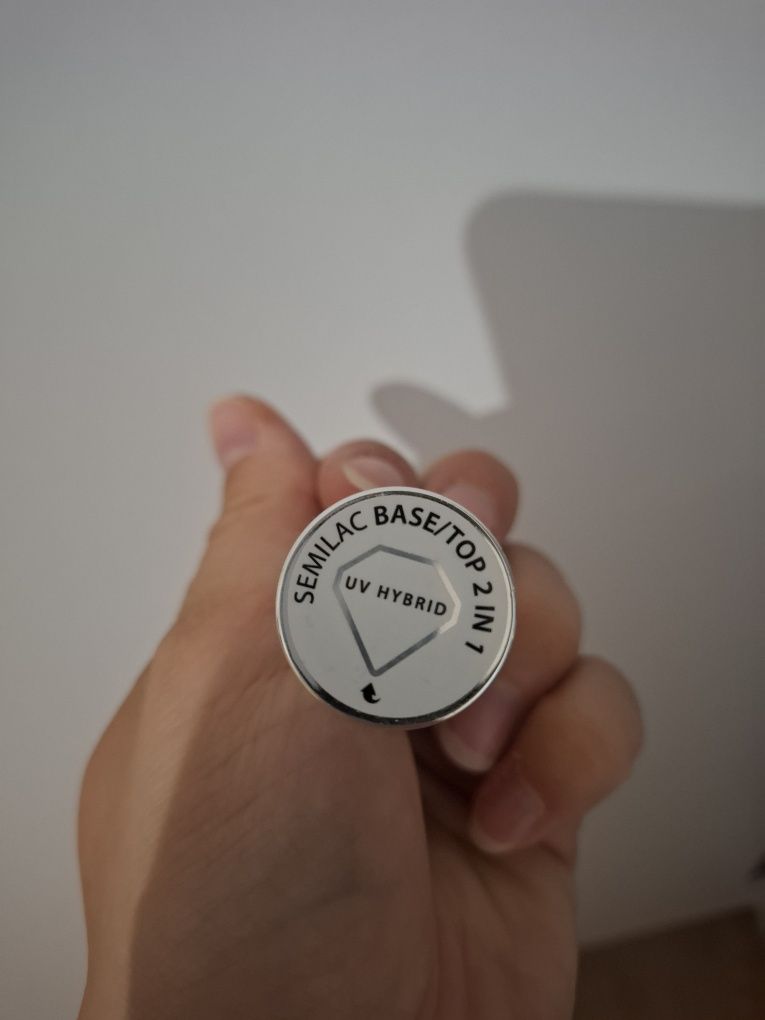 SEMILAC BASE/TOP 2 IN 1
UV HYBRID